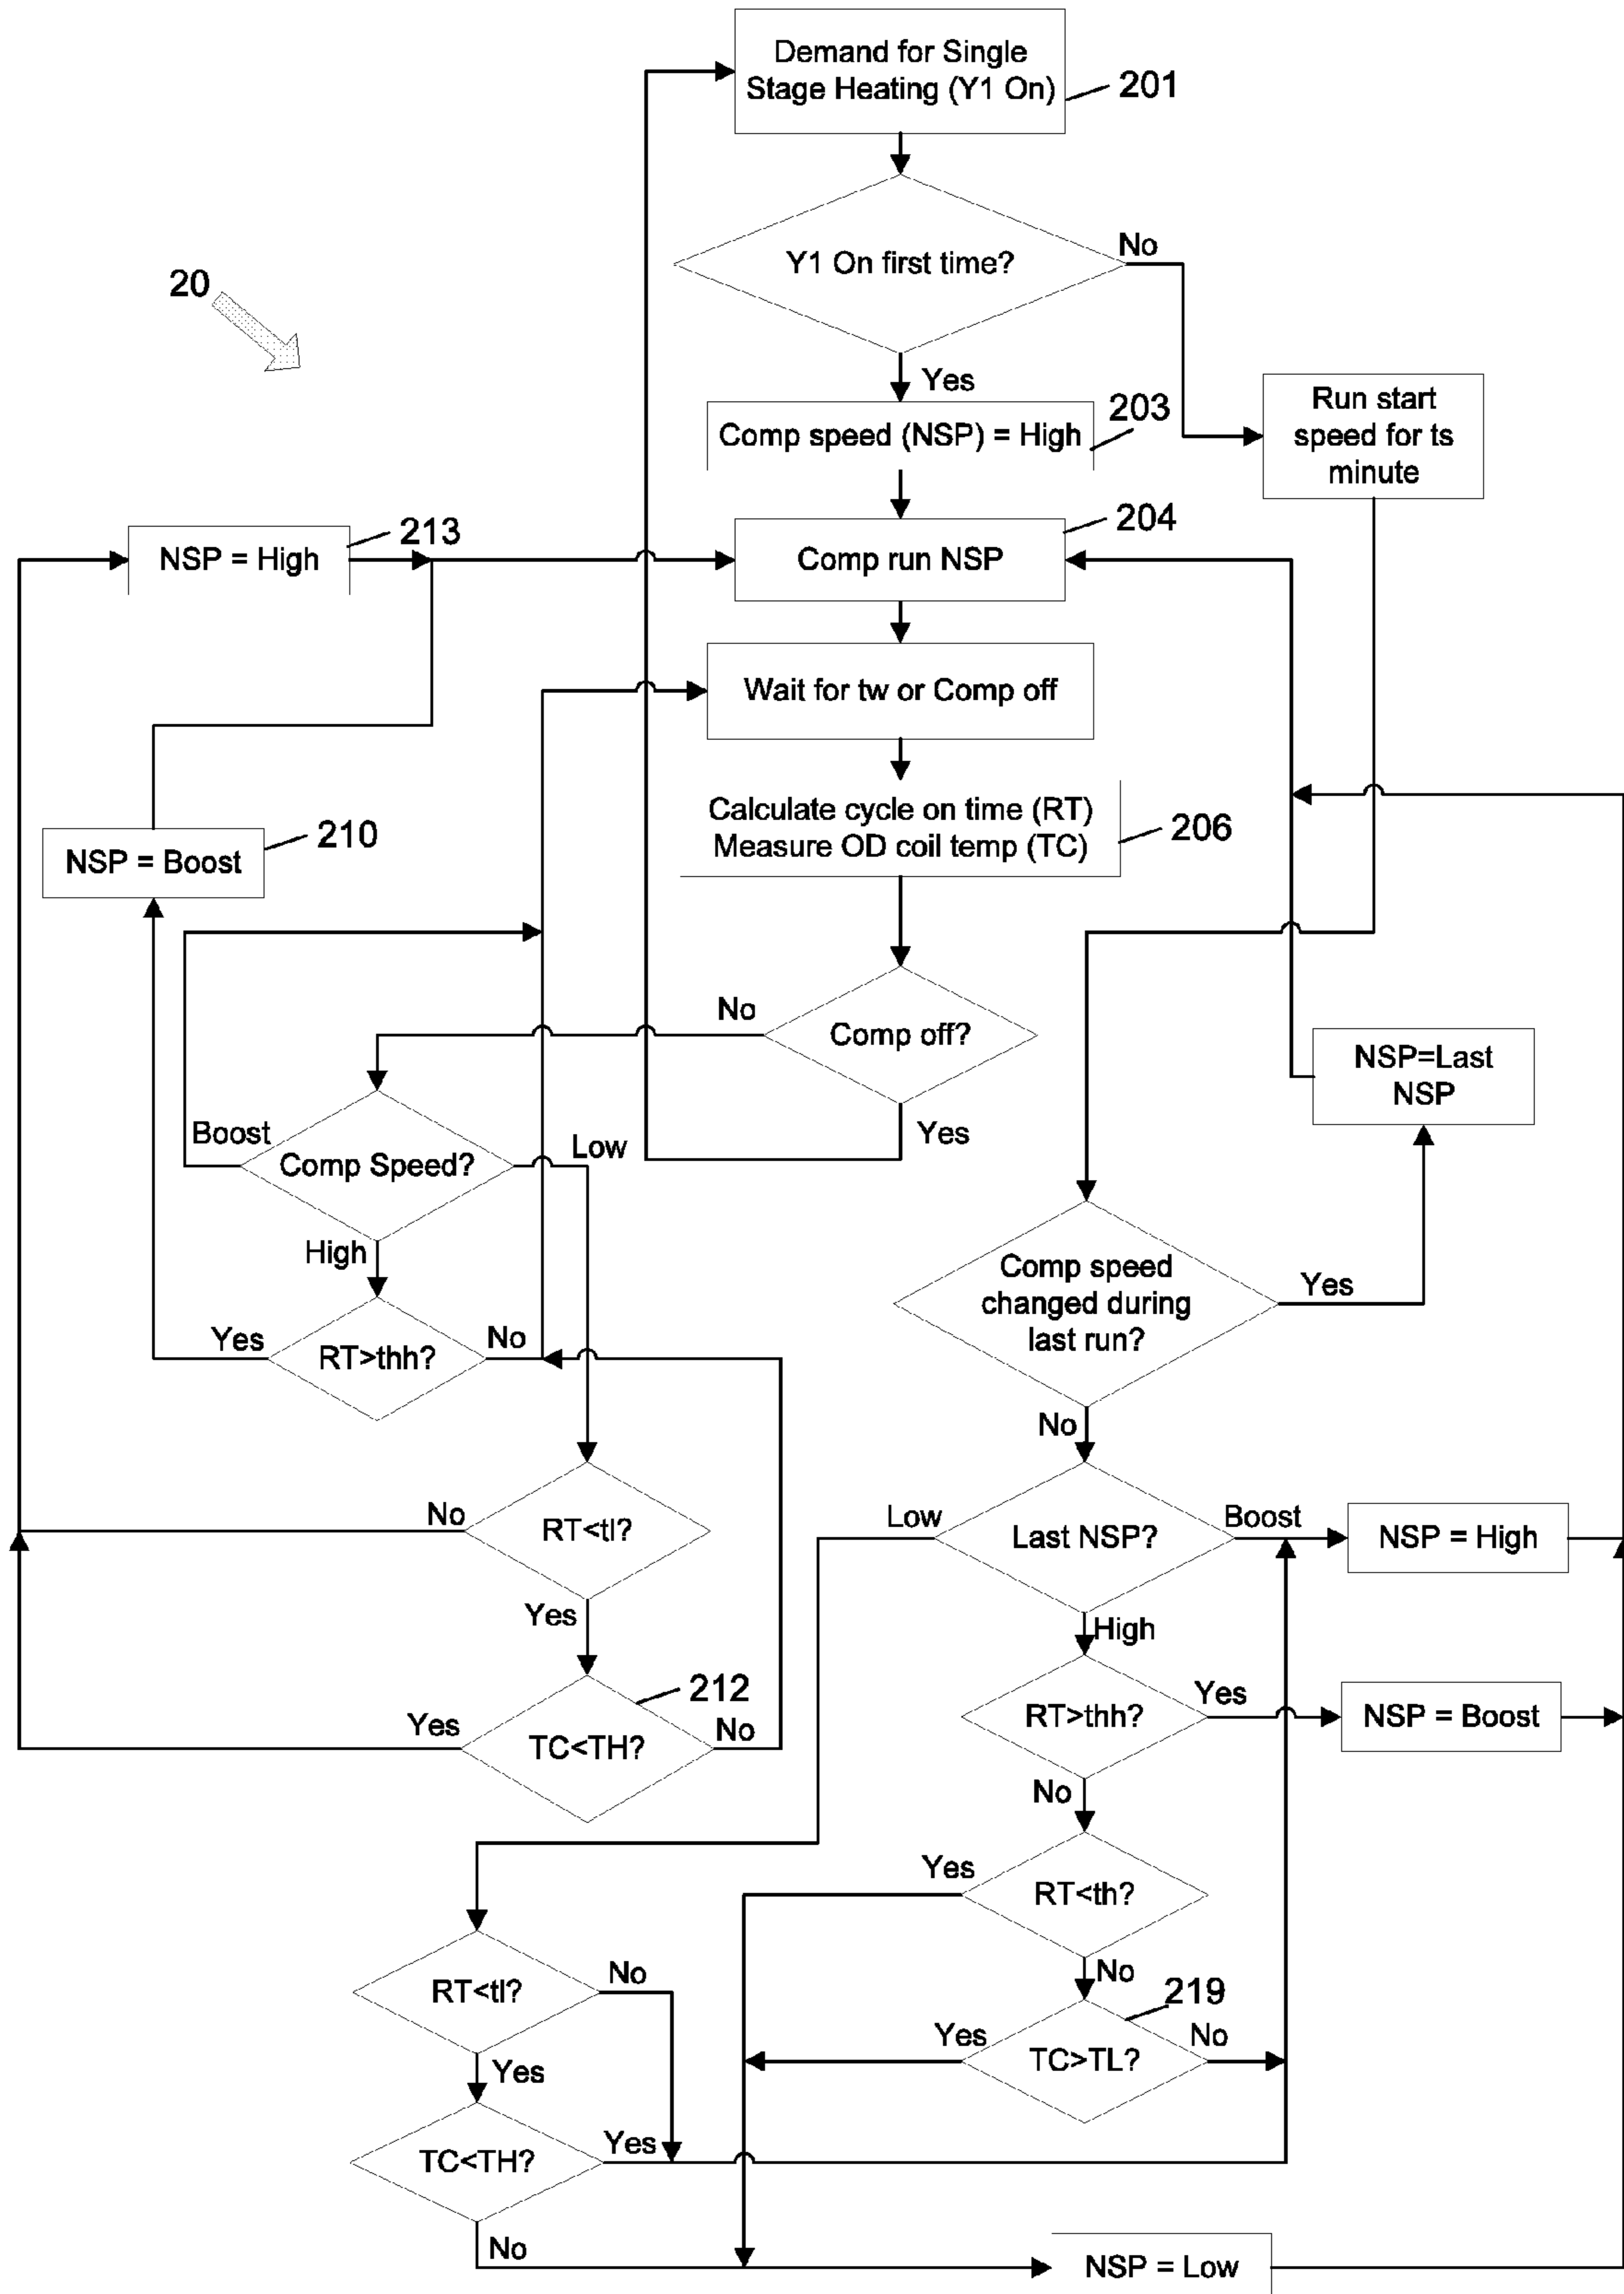 Demand for Single
Stage Heating (Y1 On)
201
Y1 On first time?
No
20
Yes
Comp speed (NSP) = High
203
Run start
speed for ts
minute
NSP = High
213
Comp run NSP
204
Wait for tw or Comp off
Calculate cycle on time (RT)
Measure OD coil temp (TC)
206
NSP = Boost
210
No
Comp off?
Yes
NSP=Last
NSP
Boost
Comp Speed?
Low
High
Comp speed
changed during
last run?
Yes
No
Yes
RT>thh?
No
No
RT<tl?
Yes
Low
Last NSP?
Boost
NSP = High
High
212
Yes
TC<TH?
No
RT>thh?
Yes
NSP = Boost
No
Yes
RT<th?
No
RT<tl?
No
Yes
219
Yes
TC>TL?
No
TC<TH?
Yes
No
NSP = Low